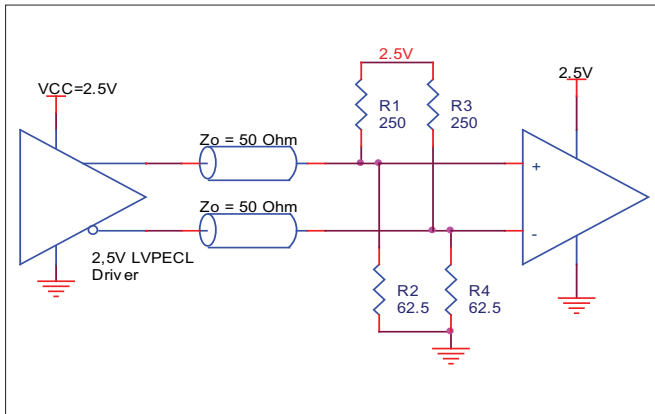 2.5V
VCC=2.5V
2.5V
R1
250
R3
250
Zo = 50 Ohm
+
Zo = 50 Ohm
-
2,5V LVPECL
Driver
R2
62.5
R4
62.5